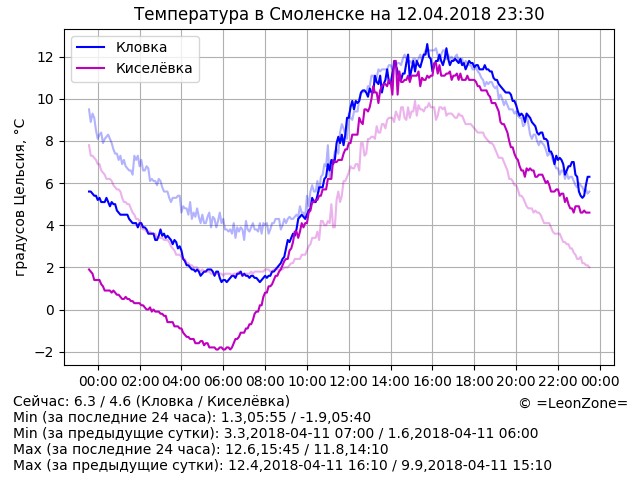 Температура в Смоленске на 12.04.2018 23:30
Кловка
Киселёвка
градусов Цельсия, °C
12
10
8
6
4
2
0
−2
00:00 02:00 04:00 06:00 08:00 10:00 12:00 14:00 16:00 18:00 20:00 22:00 00:00
Сейчас: 6.3 / 4.6 (Кловка / Киселёвка)
© =LeonZone=
Min (за последние 24 часа): 1.3,05:55 / -1.9,05:40
Min (за предыдущие сутки): 3.3,2018-04-11 07:00 / 1.6,2018-04-11 06:00
Max (за последние 24 часа): 12.6,15:45 / 11.8,14:10
Max (за предыдущие сутки): 12.4,2018-04-11 16:10 / 9.9,2018-04-11 15:10